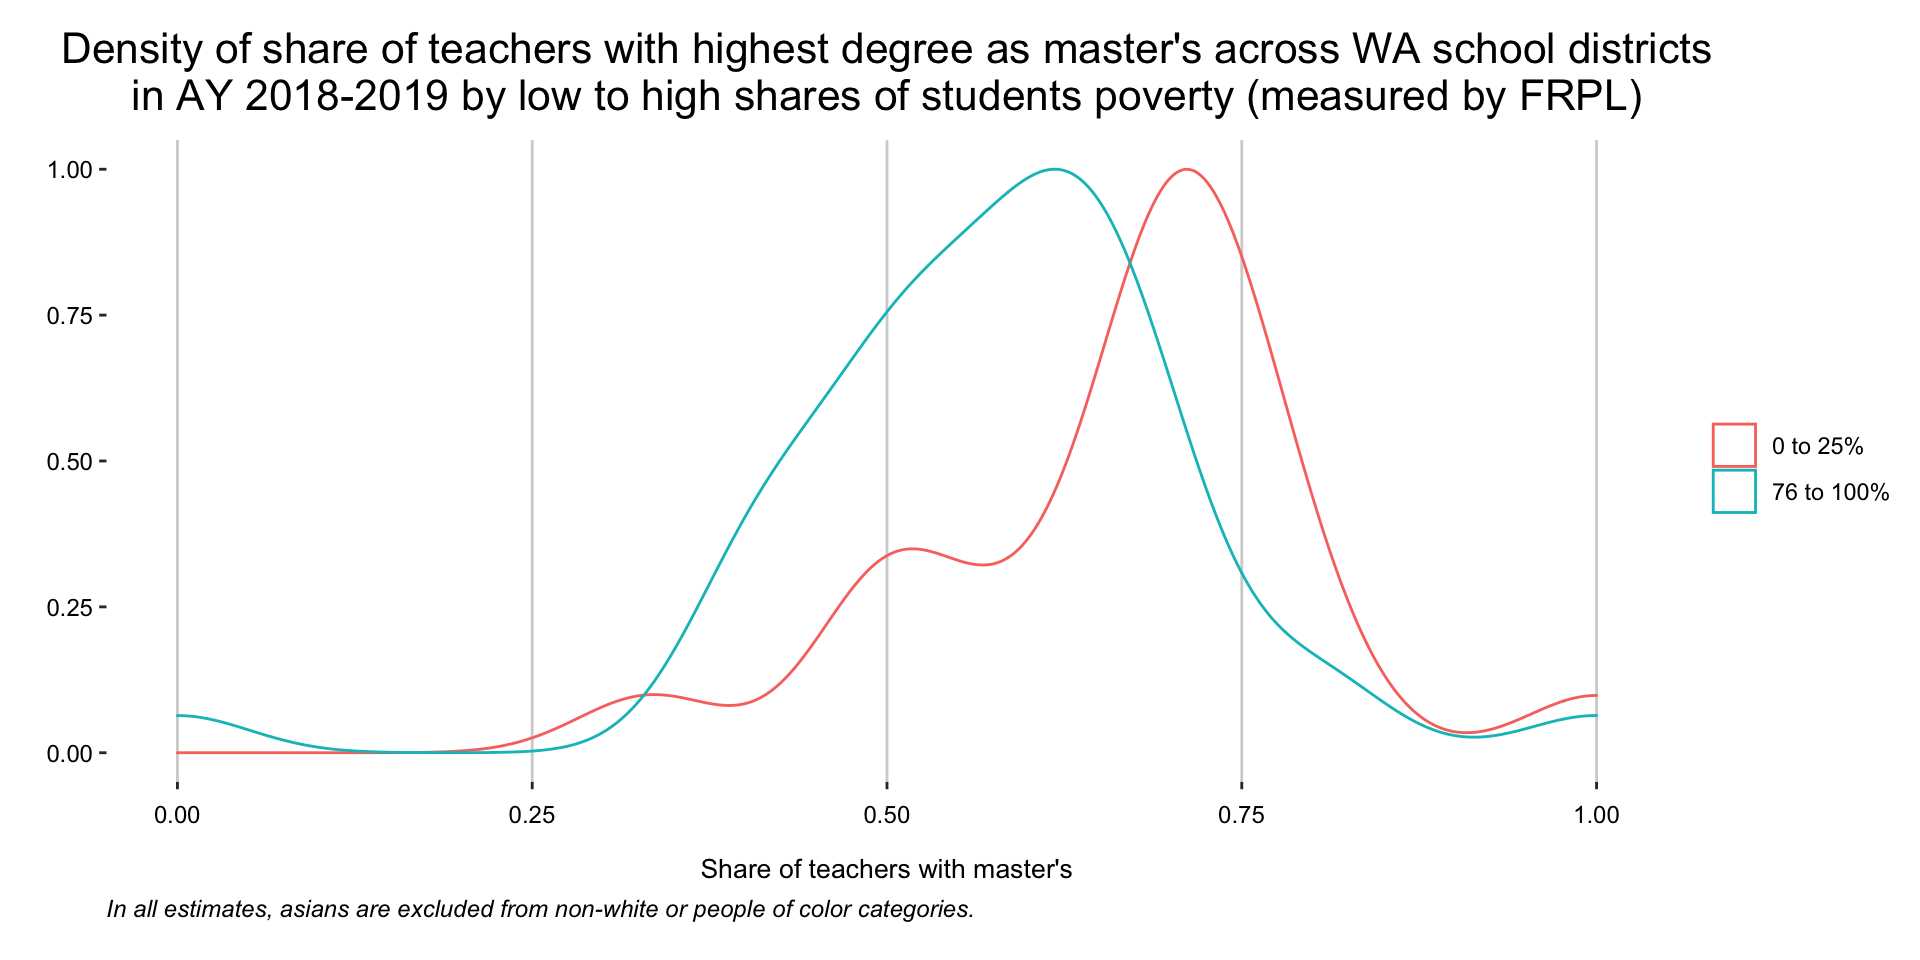 Density of share of teachers with highest degree as master's across WA school districts
in AY 2018-2019 by low to high shares of students poverty (measured by FRPL)
1.00
0.75
0.50
0.25
0.00
0 to 25%
76 to 100%
0.00 0.25 0.50 0.75 1.00
Share of teachers with master's
In all estimates, asians are excluded from non-white or people of color categories.